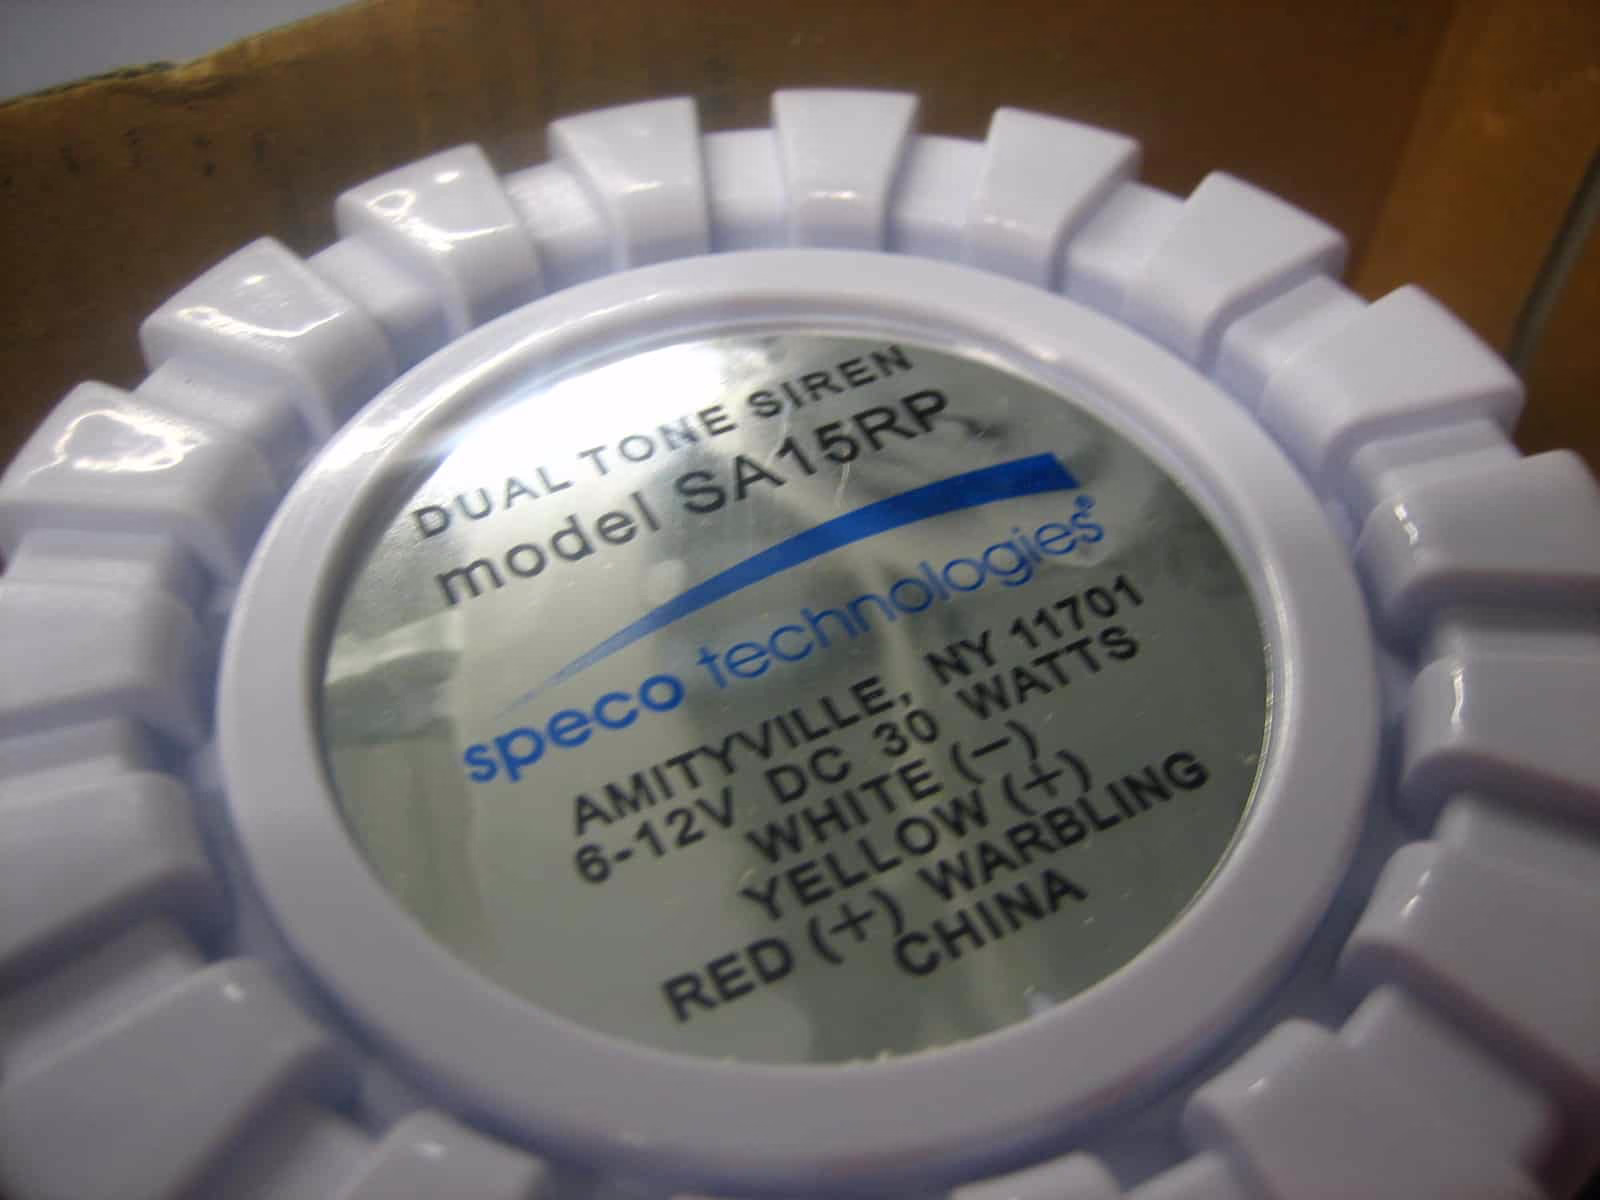 DUAL TONE SIREN
model SA15RP
speco technologies®
AMITYVILLE, NY 11701
6-12V DC 30 WATTS
WHITE (-)
YELLOW (+)
RED (+) WARBLING
CHINA